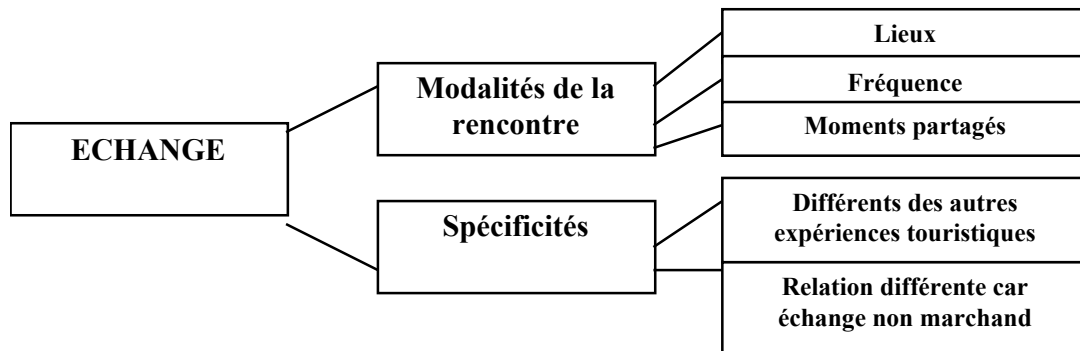 ECHANGE
Modalités de la
rencontre
Lieux
Fréquence
Moments partagés
Spécificités
Différents des autres
expériences touristiques
Relation différente car
échange non marchand